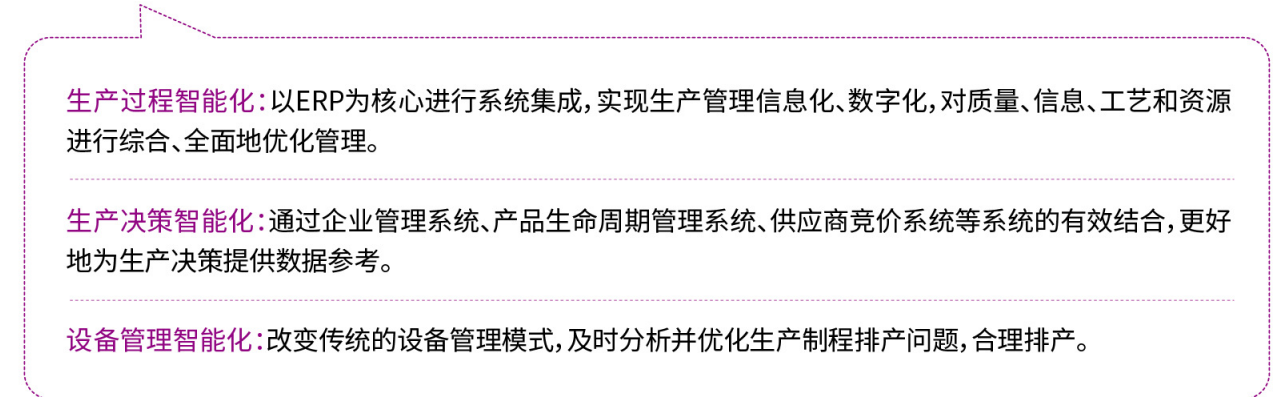 生产过程智能化：以ERP为核心进行系统集成，实现生产管理信息化、数字化，对质量、信息、工艺和资源
进行综合、全面地优化管理。
生产决策智能化：通过企业管理系统、产品生命周期管理系统、供应商竞价系统等系统的有效结合，更好
地为生产决策提供数据参考。
设备管理智能化：改变传统的设备管理模式，及时分析并优化生产制程排产问题，合理排产。